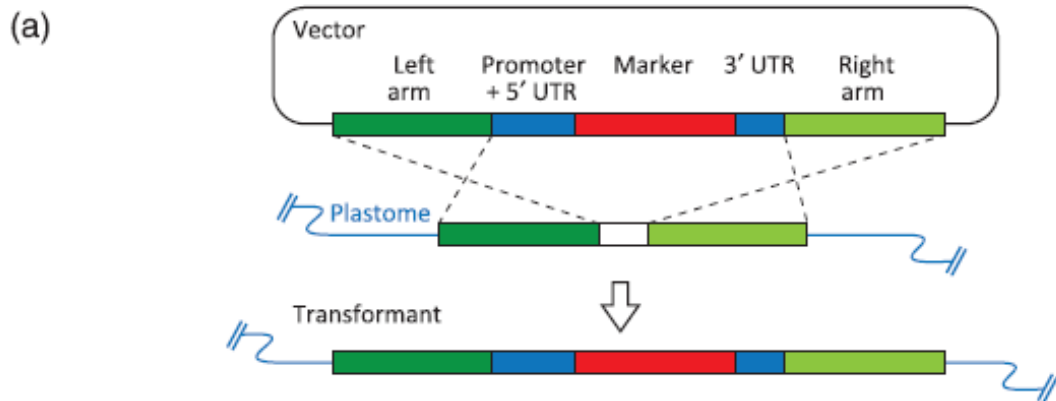 (a)
Vector
Left Promoter Marker 3′ UTR Right
arm + 5′ UTR arm
Plastome
Transformant